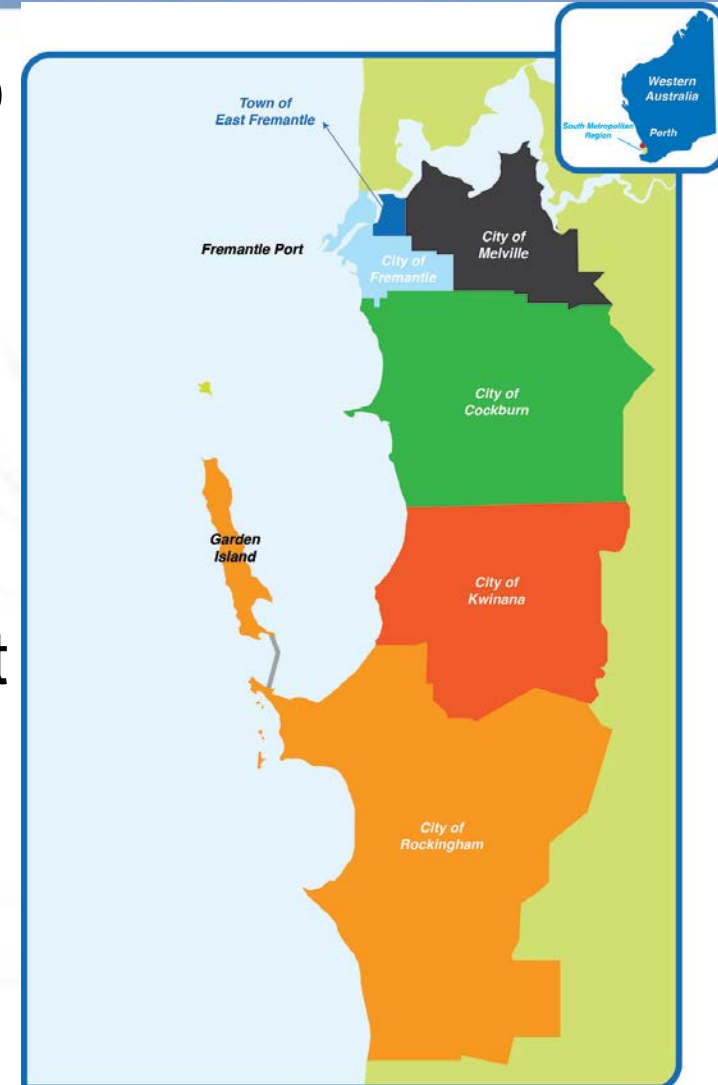 Western
Australia
South Metropolitan
Region
Perth
Town of
East Fremantle
Fremantle Port
City of
Melville
City of
Fremantle
City of
Cockburn
Garden
Island
City of
Kwinana
t
City of
Rockingham